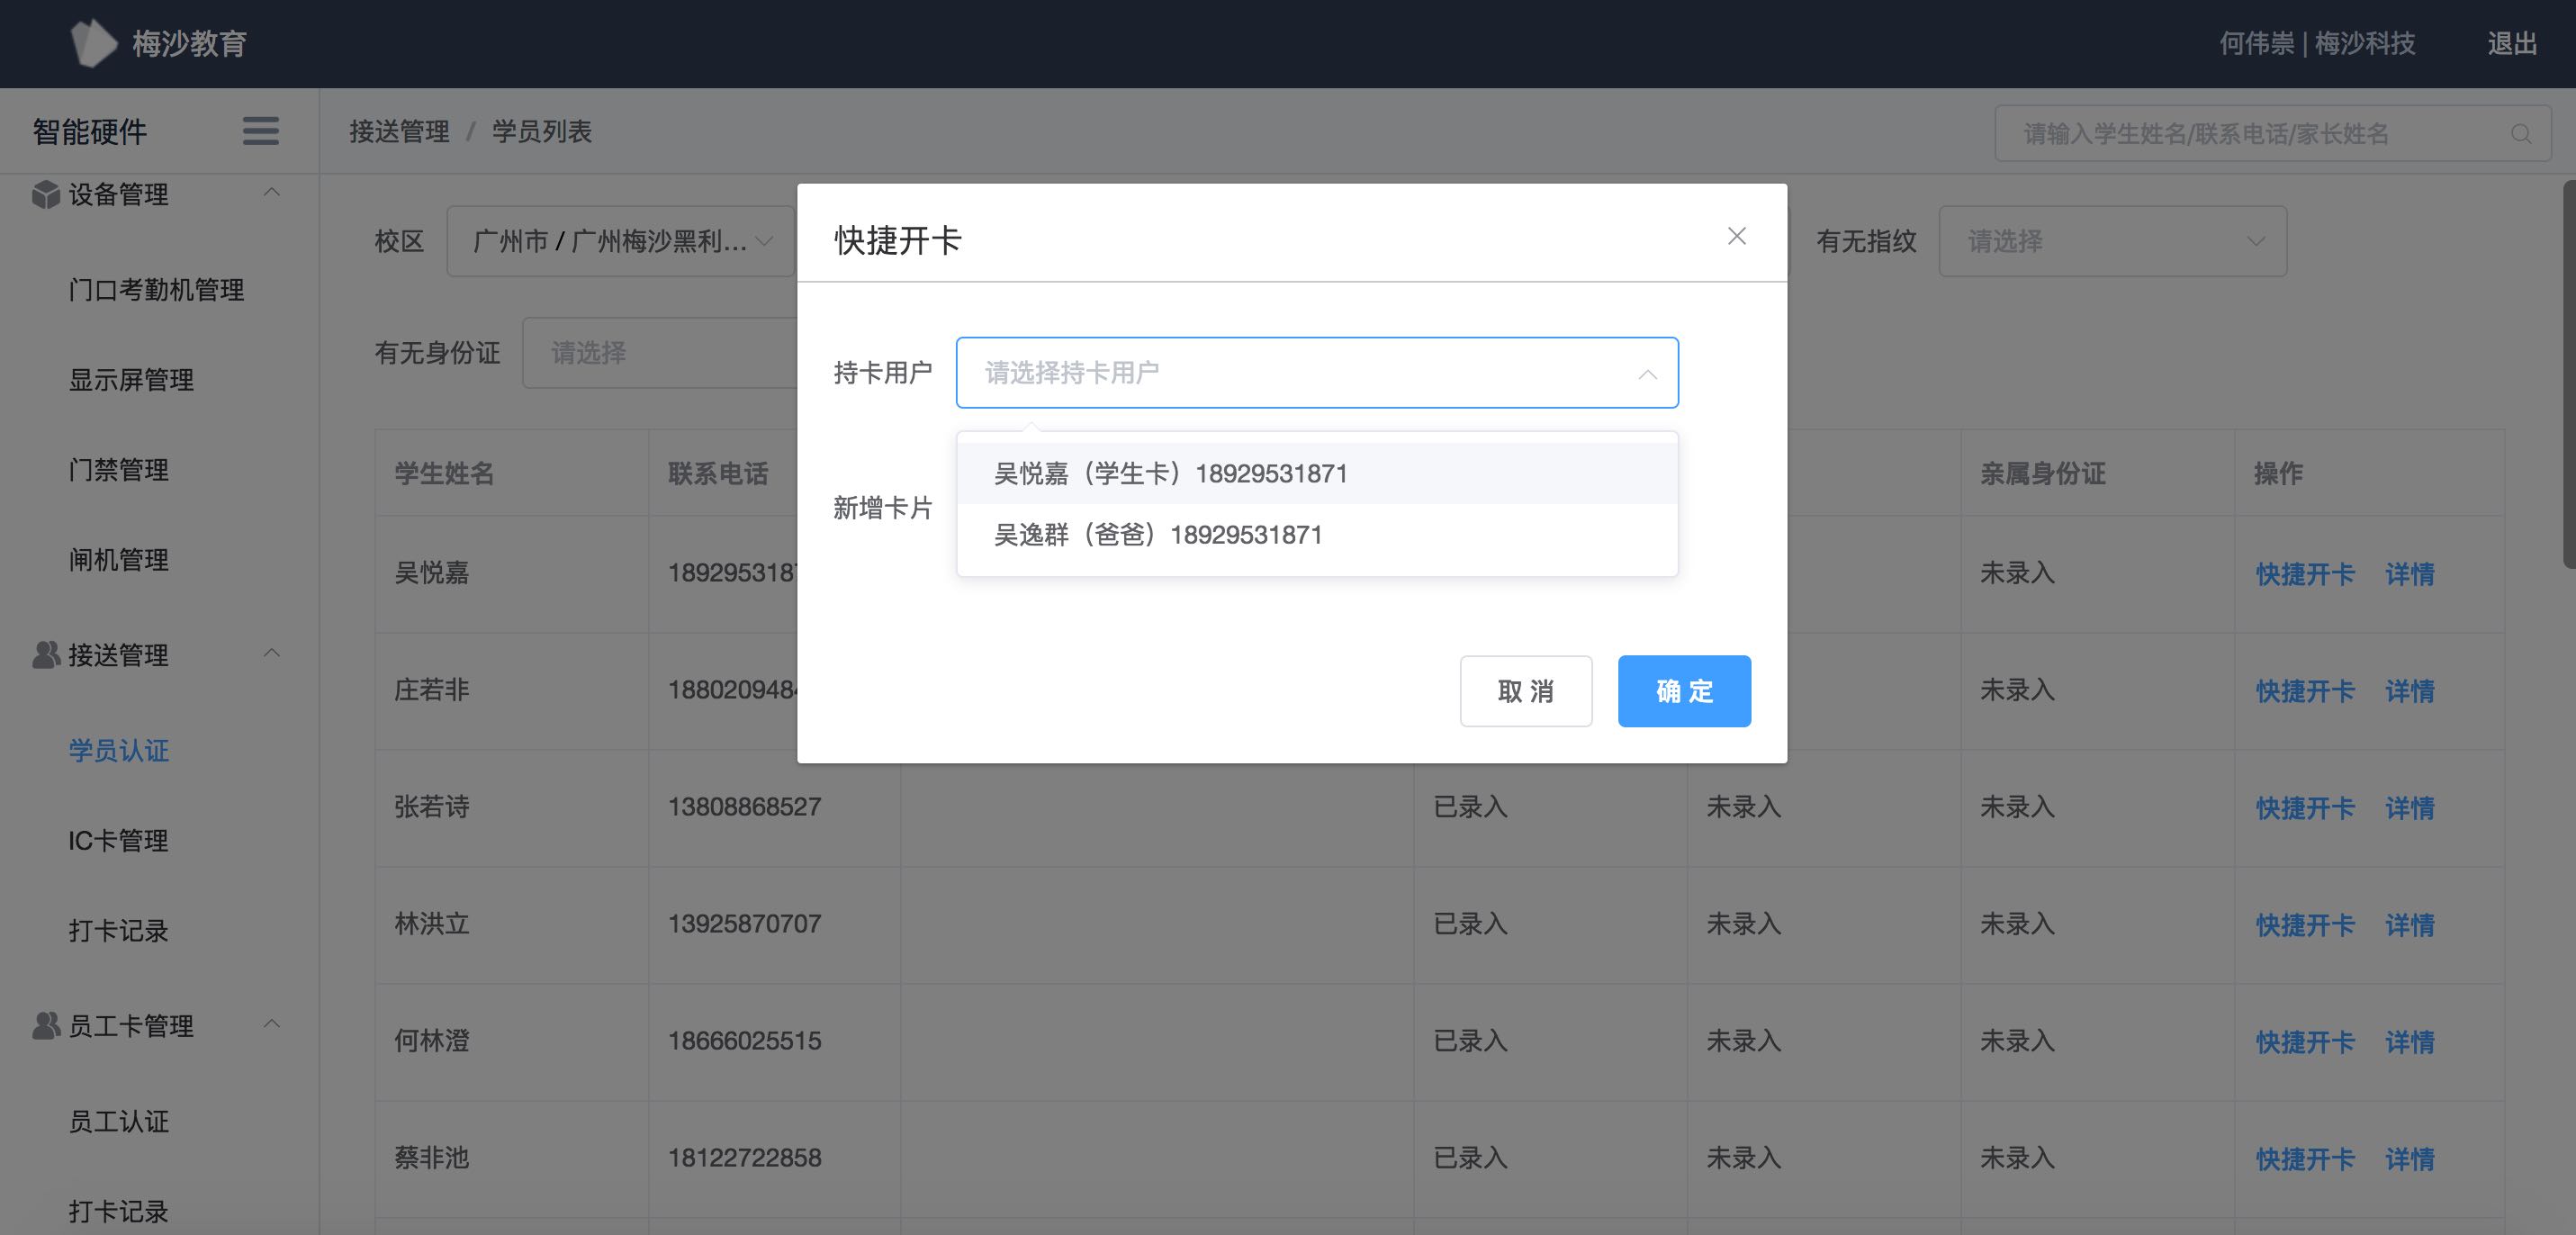 梅沙教育
何伟崇 | 梅沙科技
退出
智能硬件
接送管理 / 学员列表
请输入学生姓名/联系电话/家长姓名
设备管理
门口考勤机管理
显示屏管理
门禁管理
闸机管理
接送管理
学员认证
IC卡管理
打卡记录
员工卡管理
员工认证
打卡记录
校区
广州市 / 广州梅沙黑利...
有无指纹
请选择
有无身份证
请选择
快捷开卡
持卡用户
请选择持卡用户
吴悦嘉（学生卡）18929531871
吴逸群（爸爸）18929531871
新增卡片
取 消
确 定
学生姓名 联系电话 亲属身份证 操作
吴悦嘉 1892953187 未录入 快捷开卡 详情
庄若非 1880209484 未录入 快捷开卡 详情
张若诗 13808868527 已录入 未录入 未录入 快捷开卡 详情
林洪立 13925870707 已录入 未录入 未录入 快捷开卡 详情
何林澄 18666025515 已录入 未录入 未录入 快捷开卡 详情
蔡非池 18122722858 已录入 未录入 未录入 快捷开卡 详情